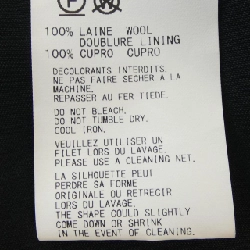 P W
100% LAINE WOOL
DOUBLURE LINING
100% CUPRO CUPRO
DECOLORANTS INTERDITS.
NE PAS FAIRE SECHER A LA
MACHINE.
REPASSER AU FER TIEDE.
DO NOT BLEACH.
DO NOT TUMBLE DRY.
COOL IRON.
VEUILLEZ UTILISER UN
FILET LORS DU LAVAGE.
PLEASE USE A CLEANING NET.
LA SILHOUETTE PLUT
PERDRE SA FORME
ORIGINALE OU RETRECIR
LORS DU LAVAGE.
THE SHAPE COULD SLIGHTLY
COME DOWN OR SHRINK
IN THE EVENT OF CLEANING.